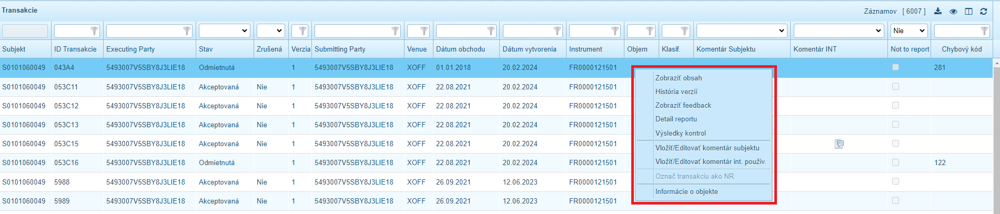 Transakcie Záznamov [ 6007 ]
Nie
Subjekt ID Transakcie Executing Party Stav Zrušená Verzia Submitting Party Venue Dátum obchodu Dátum vytvorenia Instrument Objem Klasif. Komentár Subjektu Komentár INT Not to report Chybový kód
S0101060049 043A4 5493007V5SBY8J3LIE18 Odmietnutá 1 5493007V5SBY8J3LIE18 XOFF 01.01.2018 20.02.2024 FR0000121501 281
S0101060049 053C11 5493007V5SBY8J3LIE18 Akceptovaná Nie 1 5493007V5SBY8J3LIE18 XOFF 22.08.2021 20.02.2024 FR0000121501
S0101060049 053C12 5493007V5SBY8J3LIE18 Akceptovaná Nie 1 5493007V5SBY8J3LIE18 XOFF 22.08.2021 20.02.2024 FR0000121501
S0101060049 053C13 5493007V5SBY8J3LIE18 Akceptovaná Nie 1 5493007V5SBY8J3LIE18 XOFF 22.08.2021 20.02.2024 FR0000121501
S0101060049 053C15 5493007V5SBY8J3LIE18 Akceptovaná Nie 1 5493007V5SBY8J3LIE18 XOFF 22.08.2021 20.02.2024 FR0000121501
S0101060049 053C16 5493007V5SBY8J3LIE18 Odmietnutá 1 5493007V5SBY8J3LIE18 XOFF 22.08.2021 20.02.2024 FR0000121501 122
S0101060049 5988 5493007V5SBY8J3LIE18 Akceptovaná Nie 1 5493007V5SBY8J3LIE18 XOFF 26.09.2021 12.06.2023 FR0000121501
S0101060049 5989 5493007V5SBY8J3LIE18 Akceptovaná Nie 1 5493007V5SBY8J3LIE18 XOFF 26.09.2021 12.06.2023 FR0000121501
Zobraziť obsah
História verzií
Zobraziť feedback
Detail reportu
Výsledky kontrol
Vložiť/Editovať komentár subjektu
Vložiť/Editovať komentár int. použiv.
Označ transakciu ako NR
Informácie o objekte